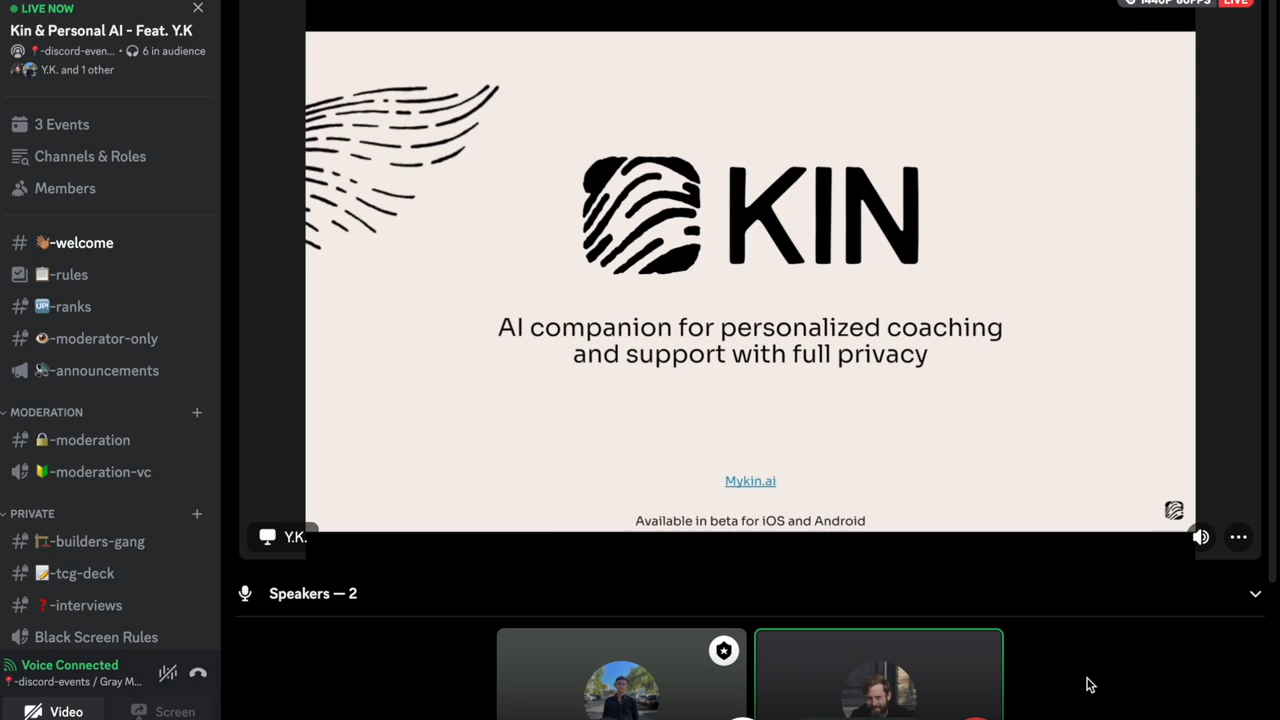 LIVE NOW
Kin & Personal AI - Feat. Y.K
-discord-even... • 6 in audience
Y.K. and 1 other
3 Events
Channels & Roles
Members
-welcome
-rules
UP! -ranks
-moderator-only
-announcements
MODERATION
-moderation
-moderation-vc
PRIVATE
-builders-gang
-tcg-deck
-interviews
Black Screen Rules
Voice Connected
-discord-events / Gray M...
Video
Screen
1440P 60FPS
LIVE
KIN
AI companion for personalized coaching
and support with full privacy
Mykin.ai
Available in beta for iOS and Android
Y.K.
Speakers — 2